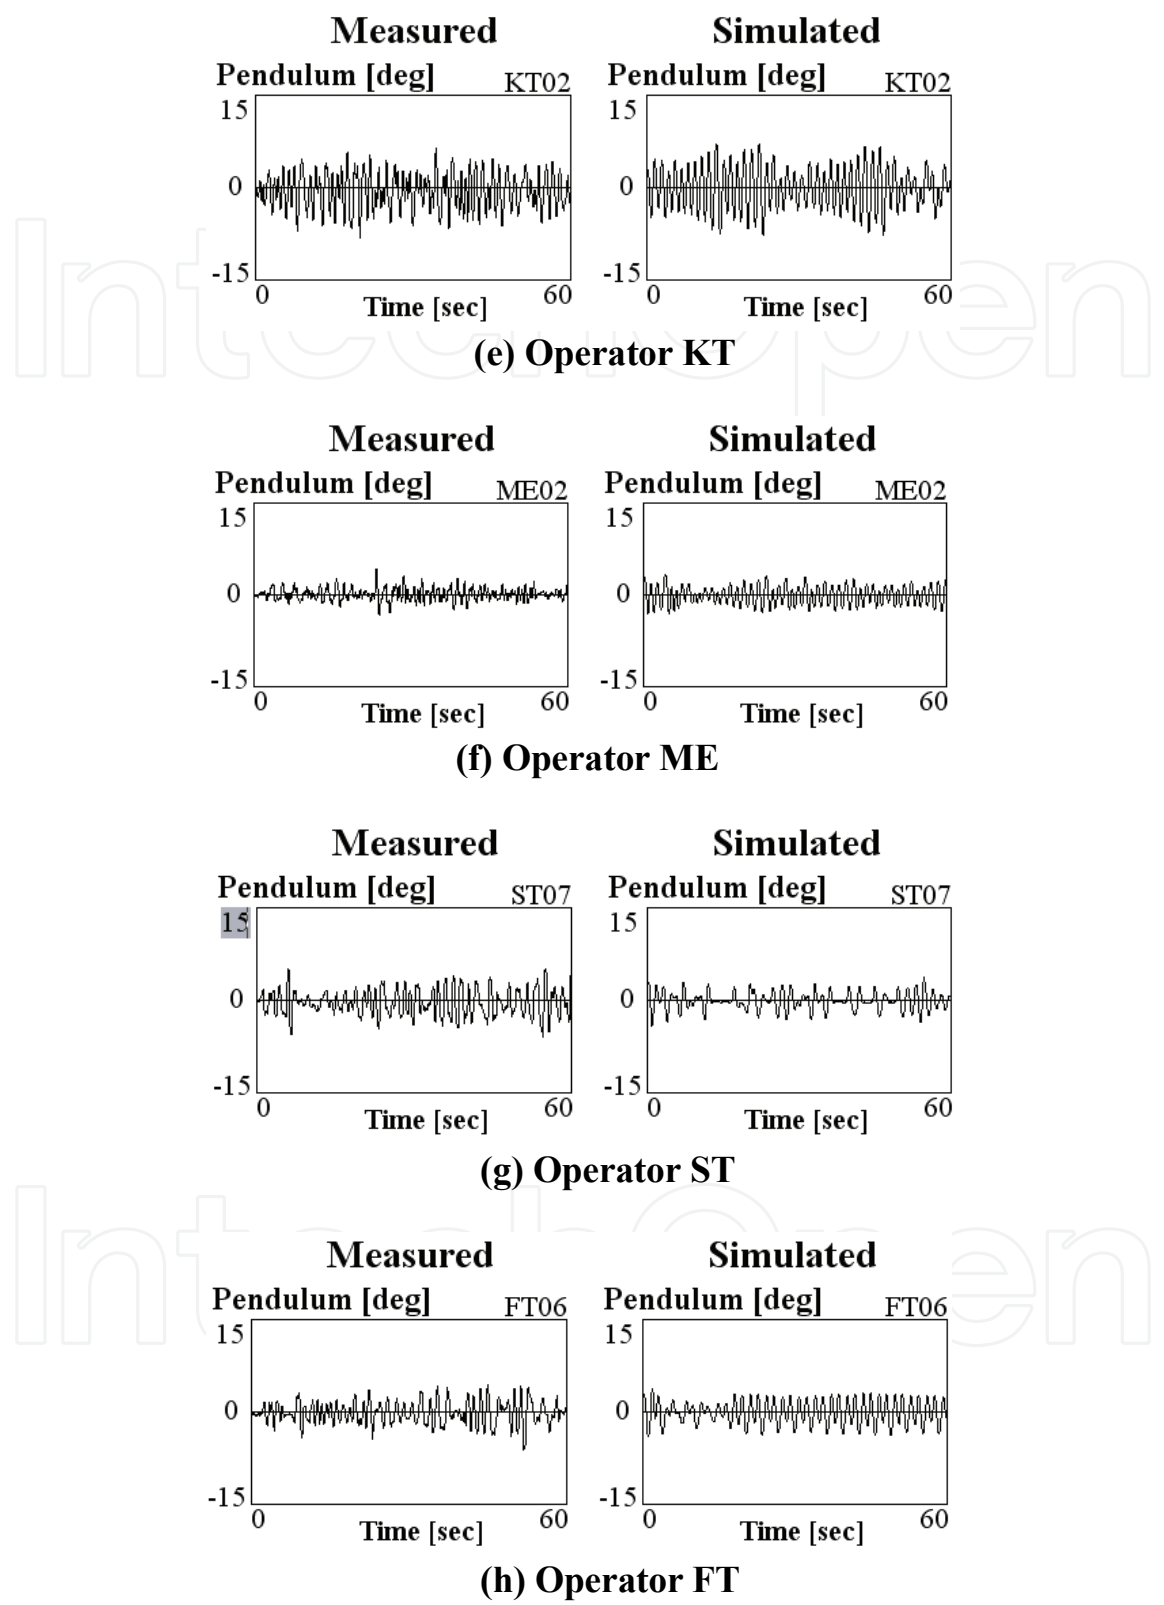 Measured Simulated
Pendulum [deg] KT02 Pendulum [deg] KT02
15 15
0 0
-15 -15
0 60 0 60
Time [sec] Time [sec]
(e) Operator KT
Measured Simulated
Pendulum [deg] ME02 Pendulum [deg] ME02
15 15
0 0
-15 -15
0 60 0 60
Time [sec] Time [sec]
(f) Operator ME
Measured Simulated
Pendulum [deg] ST07 Pendulum [deg] ST07
15 15
0 0
-15 -15
0 60 0 60
Time [sec] Time [sec]
(g) Operator ST
Measured Simulated
Pendulum [deg] FT06 Pendulum [deg] FT06
15 15
0 0
-15 -15
0 60 0 60
Time [sec] Time [sec]
(h) Operator FT
IntechOpen
IntechOpen